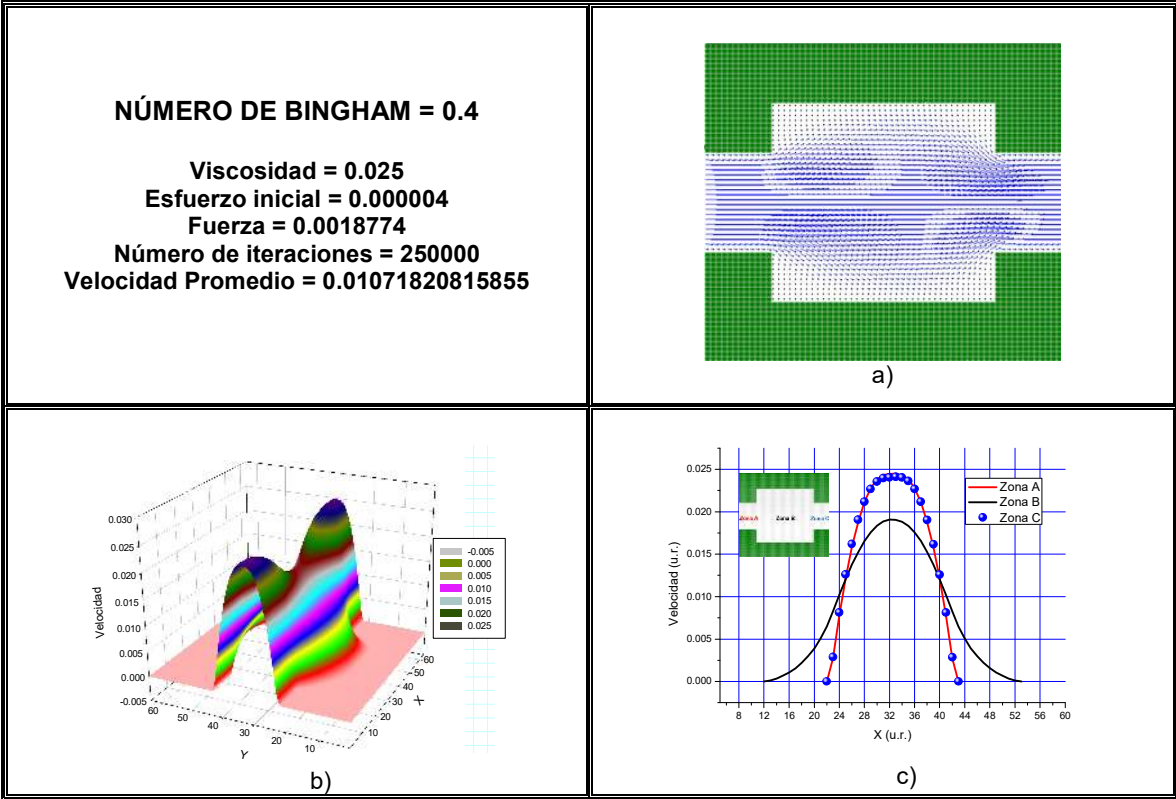 NÚMERO DE BINGHAM = 0.4
Viscosidad = 0.025
Esfuerzo inicial = 0.000004
Fuerza = 0.0018774
Número de iteraciones = 250000
Velocidad Promedio = 0.01071820815855
a)
0.030
0.025
0.020
0.015
0.010
0.005
0.000
-0.005
Velocidad
60
50
40
30
20
10
Y
10
20
30
40
50
60
X
-0.005
0.000
0.005
0.010
0.015
0.020
0.025
b)
0.025
0.020
0.015
0.010
0.005
0.000
Velocidad (u.r.)
Zona A
Zona B
Zona C
Zona A
Zona B
Zona C
8 12 16 20 24 28 32 36 40 44 48 52 56 60
X (u.r.)
c)